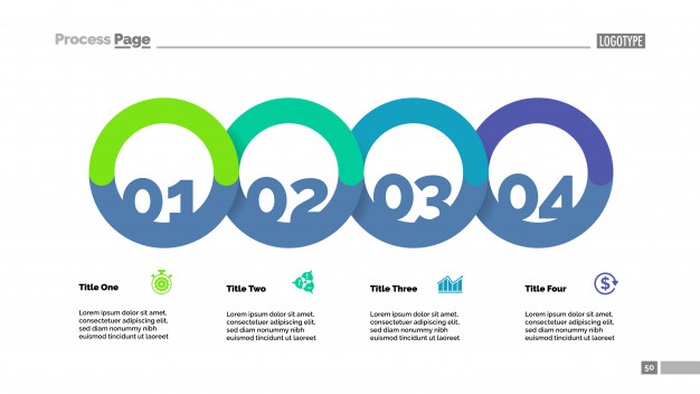 Process Page
LOGOTYPE
01
02
03
04
Title One
Lorem ipsum dolor sit amet,
consectetuer adipiscing elit,
sed diam nonummy nibh
euismod tincidunt ut laoreet
Title Two
Lorem ipsum dolor sit amet,
consectetuer adipiscing elit,
sed diam nonummy nibh
euismod tincidunt ut laoreet
Title Three
Lorem ipsum dolor sit amet,
consectetuer adipiscing elit,
sed diam nonummy nibh
euismod tincidunt ut laoreet
Title Four
$
Lorem ipsum dolor sit amet,
consectetuer adipiscing elit,
sed diam nonummy nibh
euismod tincidunt ut laoreet
50